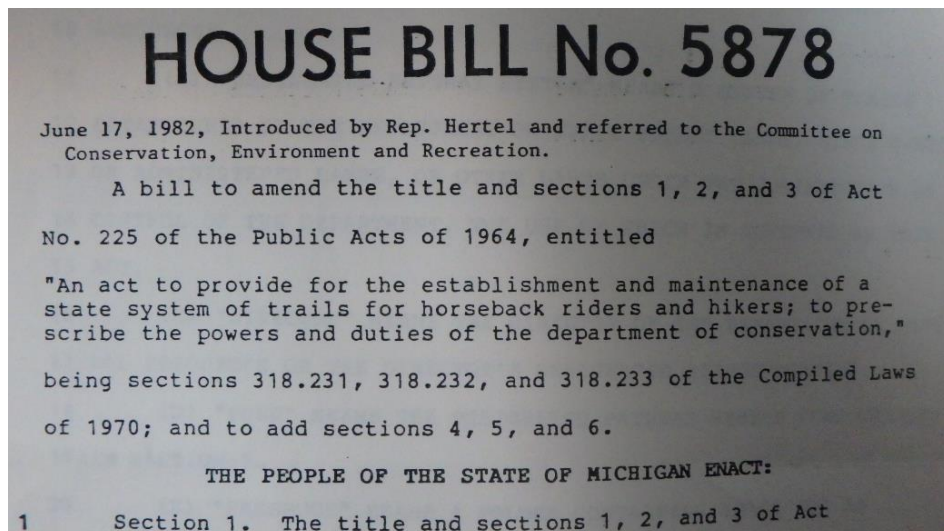 HOUSE BILL No. 5878
June 17, 1982, Introduced by Rep. Hertel and referred to the Committee on
Conservation, Environment and Recreation.
A bill to amend the title and sections 1, 2, and 3 of Act
No. 225 of the Public Acts of 1964, entitled
"An act to provide for the establishment and maintenance of a
state system of trails for horseback riders and hikers; to pre-
scribe the powers and duties of the department of conservation,"
being sections 318.231, 318.232, and 318.233 of the Compiled Laws
of 1970; and to add sections 4, 5, and 6.
THE PEOPLE OF THE STATE OF MICHIGAN ENACT:
1 Section 1. The title and sections 1, 2, and 3 of Act